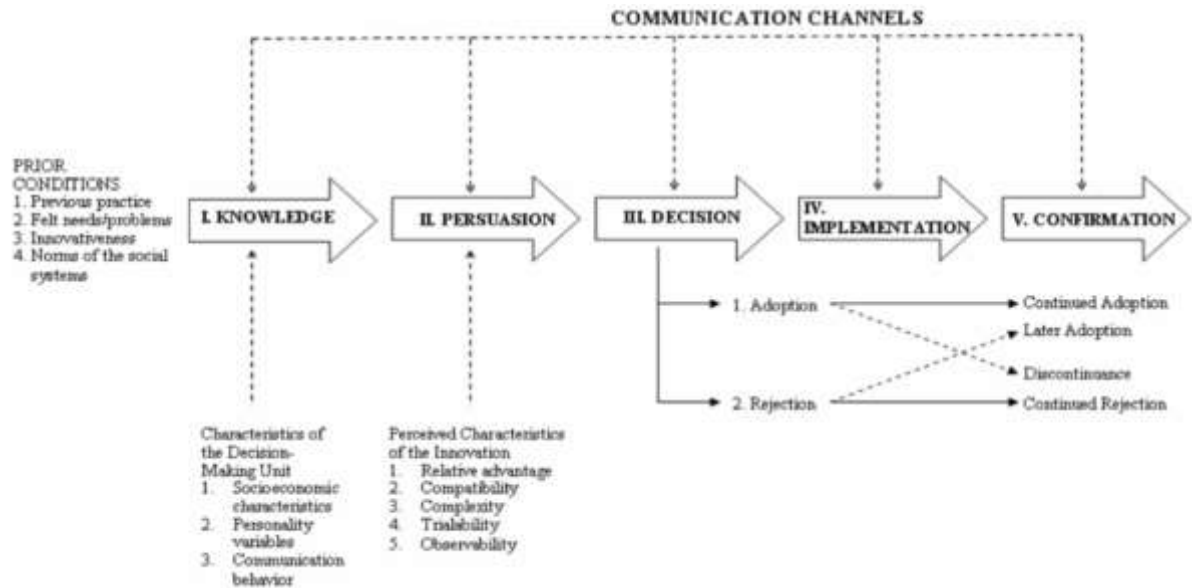 COMMUNICATION CHANNELS
PRIOR
CONDITIONS
1. Previous practice
2. Felt needs/problems
3. Innovativeness
4. Norms of the social
systems
I. KNOWLEDGE
II. PERSUASION
III. DECISION
IV.
IMPLEMENTATION
V. CONFIRMATION
1. Adoption
2. Rejection
Continued Adoption
Later Adoption
Discontinuance
Continued Rejection
Characteristics of
the Decision-
Making Unit
1. Socioeconomic
characteristics
2. Personality
variables
3. Communication
behavior
Perceived Characteristics
of the Innovation
1. Relative advantage
2. Compatibility
3. Complexity
4. Trialability
5. Observability